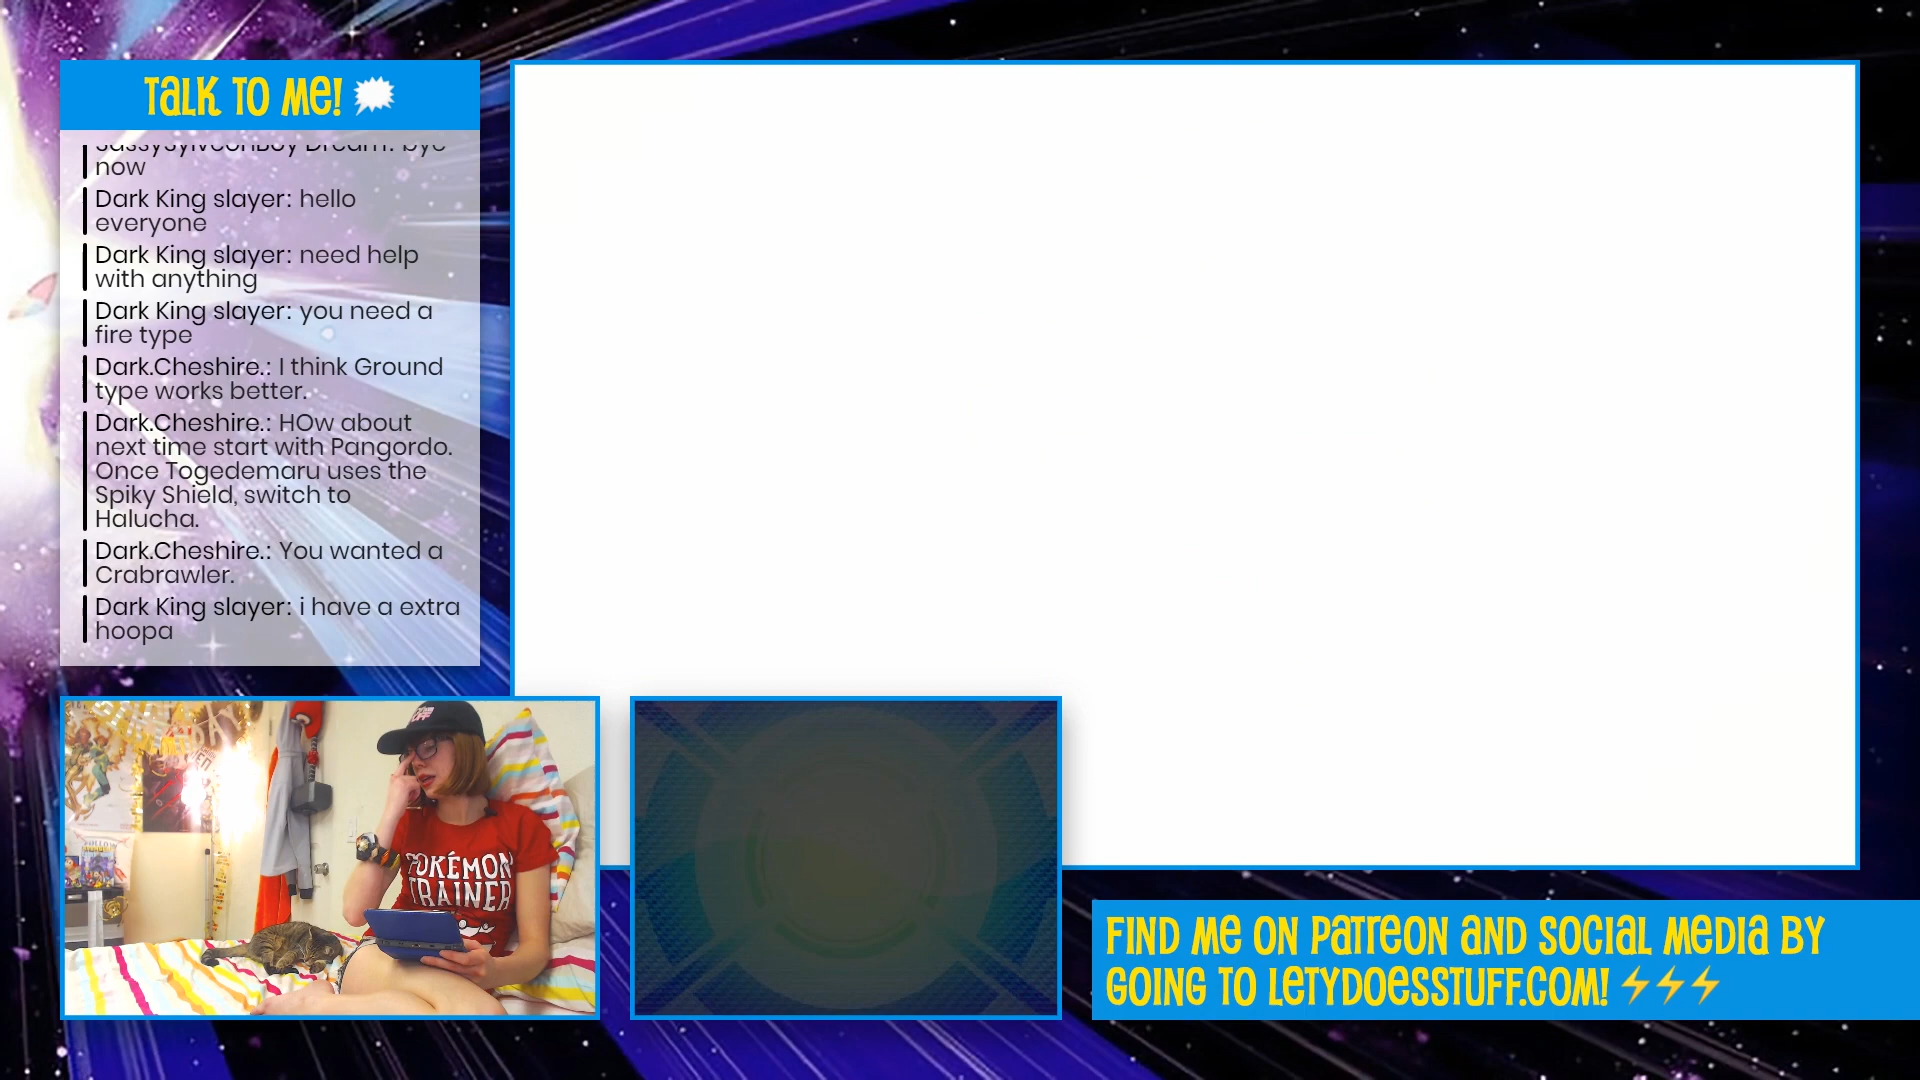 TALK TO ME!
SassySylveonBoy Dream: bye
now
Dark King slayer: hello
everyone
Dark King slayer: need help
with anything
Dark King slayer: you need a
fire type
Dark.Cheshire.: I think Ground
type works better.
Dark.Cheshire.: HOw about
next time start with Pangordo.
Once Togedemaru uses the
Spiky Shield, switch to
Halucha.
Dark.Cheshire.: You wanted a
Crabrawler.
Dark King slayer: i have a extra
hoopa
POKÉMON
TRAINER
FIND ME ON PATREON AND SOCIAL MEDIA BY
GOING TO LETYDOESSTUFF.COM!